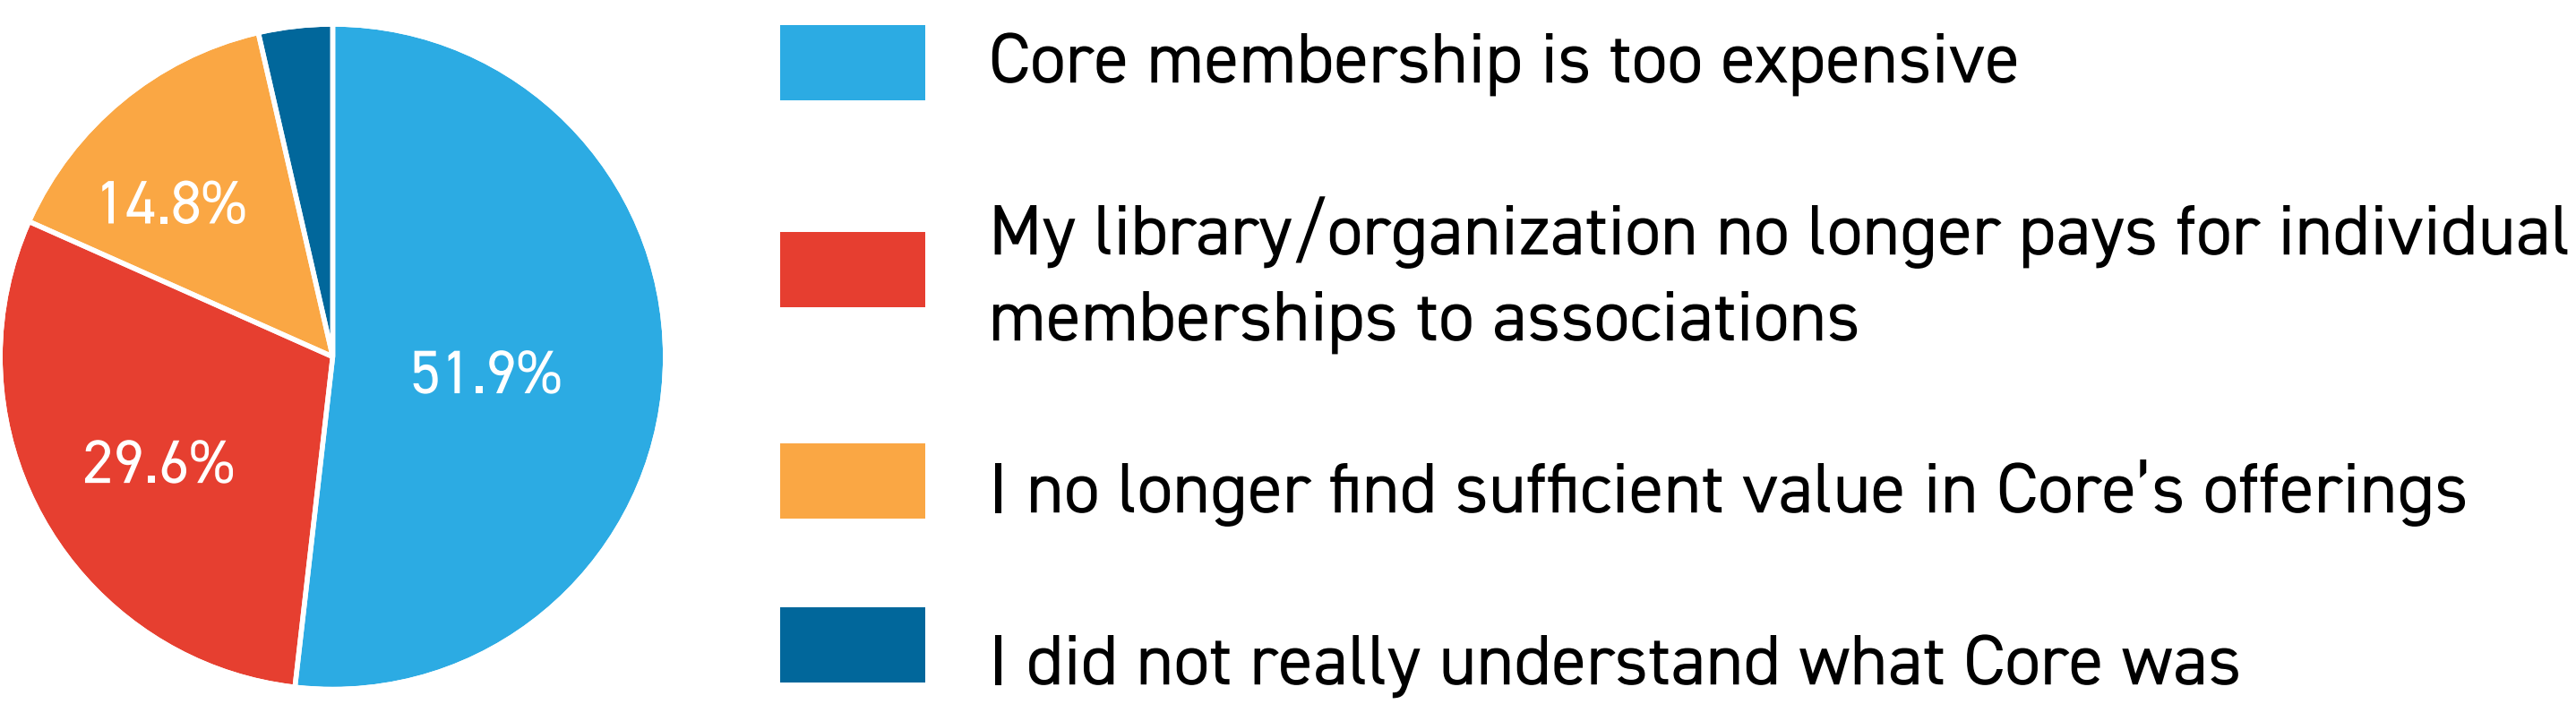 14.8%
51.9%
29.6%
Core membership is too expensive
My library/organization no longer pays for individual
memberships to associations
I no longer find sufficient value in Core’s offerings
I did not really understand what Core was